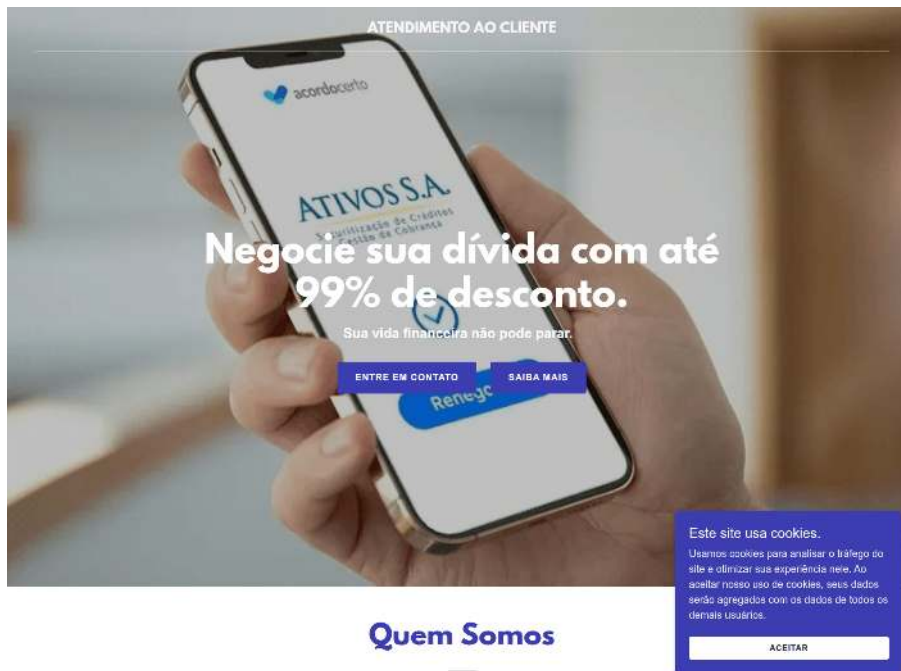 ATENDIMENTO AO CLIENTE
acordocerto
ATIVOS S.A.
Securitização de Créditos
Gestão de Cobrança
Negocie sua dívida com até
99% de desconto.
Sua vida financeira não pode parar.
ENTRE EM CONTATO
SAIBA MAIS
Renego
Este site usa cookies.
Usamos cookies para analisar o tráfego do
site e otimizar sua experiência nele. Ao
aceitar nosso uso de cookies, seus dados
serão agregados com os dados de todos os
demais usuários.
ACEITAR
Quem Somos